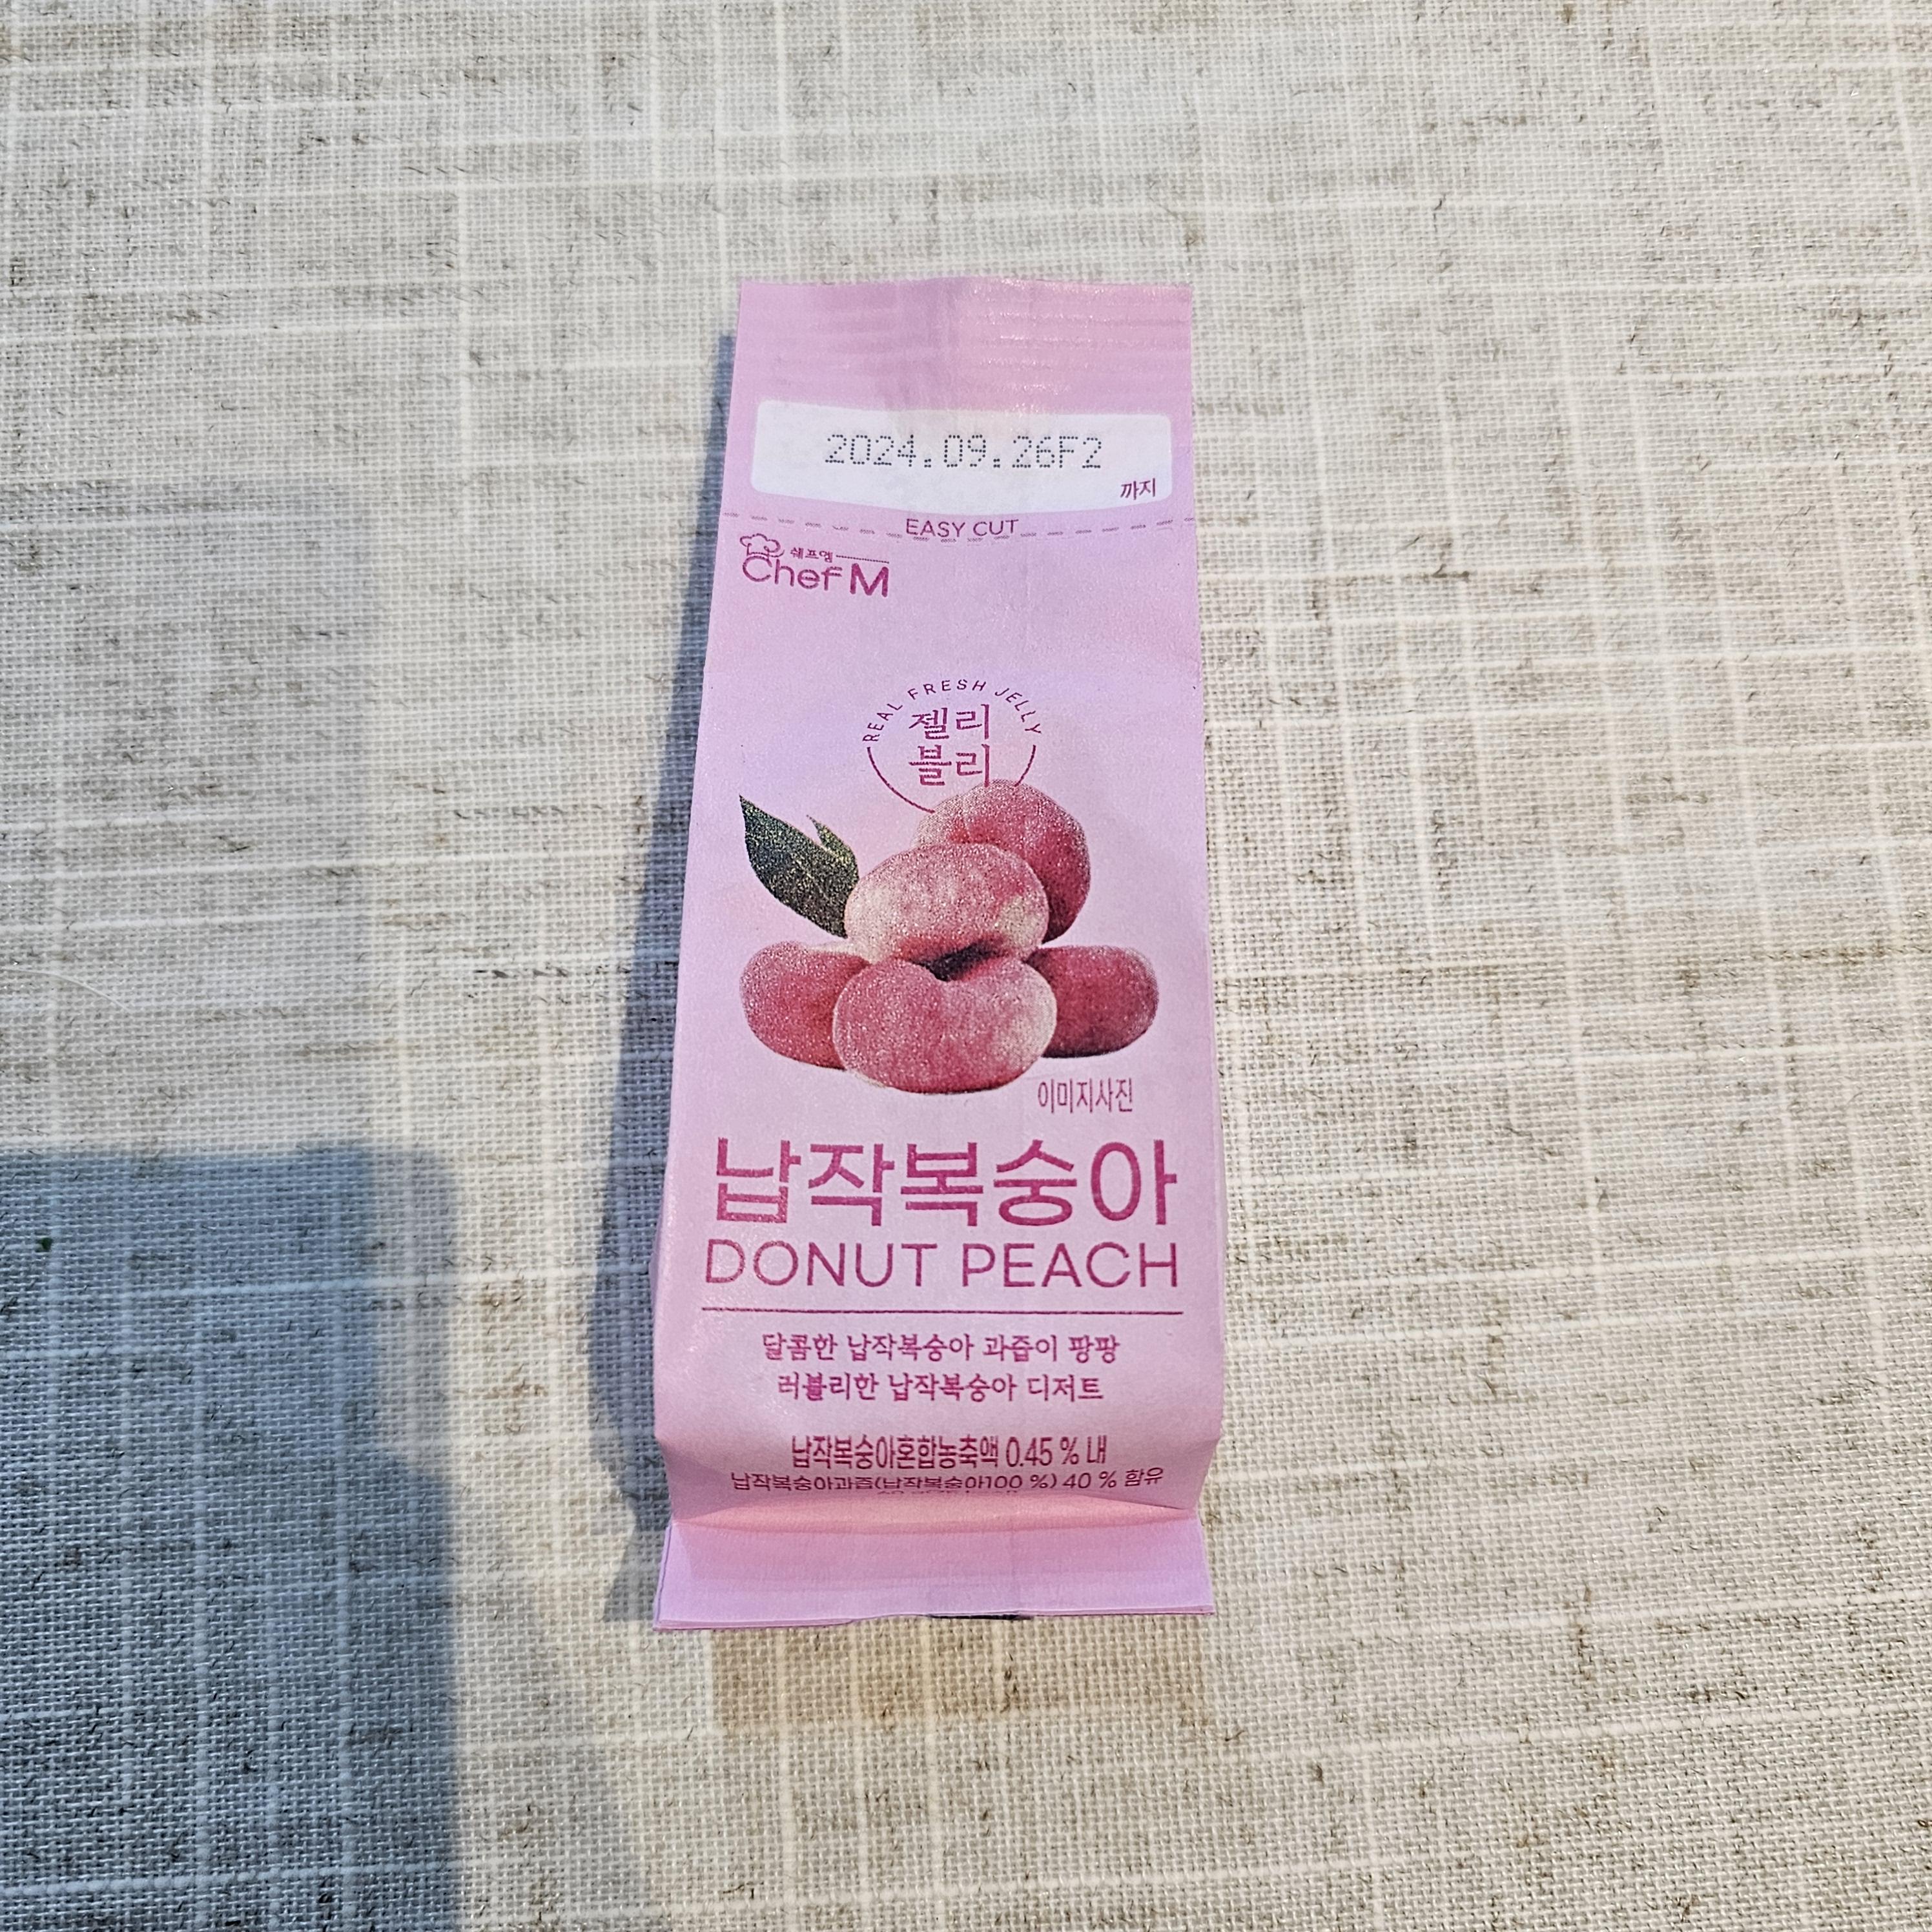 2024.09.26F2
까지
EASY CUT
쉐프엠
Chef M
REAL FRESH JELLY
젤리
블리
이미지사진
납작복숭아
DONUT PEACH
달콤한 납작복숭아 과즙이 팡팡
러블리한 납작복숭아 디저트
납작복숭아혼합농축액 0.45 % 내
납작복숭아과즙(납작복숭아100 %) 40 % 함유